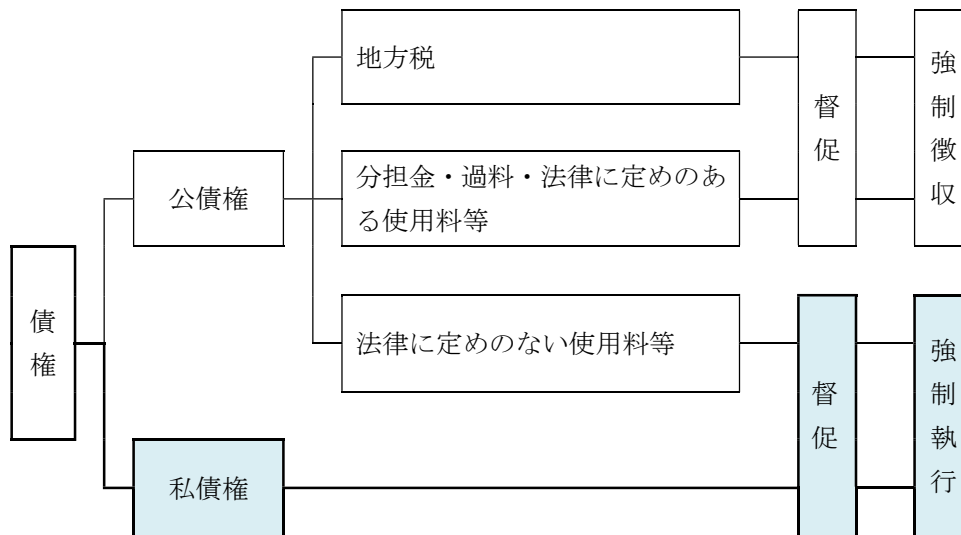 地方税
督促
強制徴収
分担金・過料・法律に定めのあ
る使用料等
公債権
債権
法律に定めのない使用料等
督促
強制執行
私債権